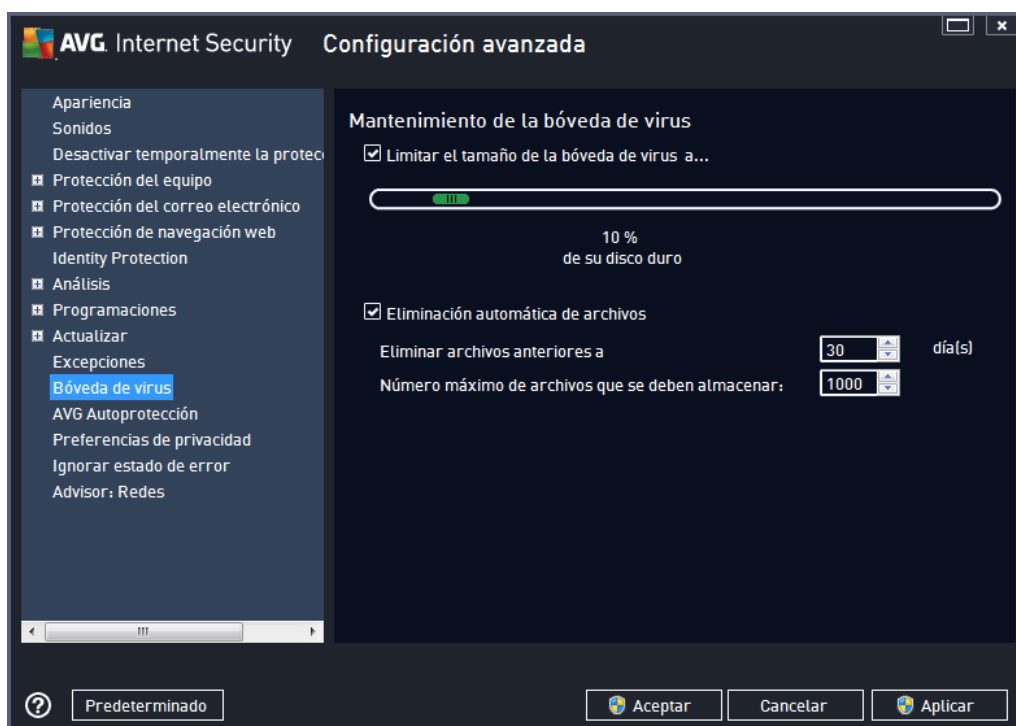 AVG. Internet Security Configuración avanzada
Apariencia
Sonidos
Desactivar temporalmente la protec
Protección del equipo
Protección del correo electrónico
Protección de navegación web
Identity Protection
Análisis
Programaciones
Actualizar
Excepciones
Bóveda de virus
AVG Autoprotección
Preferencias de privacidad
Ignorar estado de error
Advisor: Redes
Mantenimiento de la bóveda de virus
Limitar el tamaño de la bóveda de virus a...
10 %
de su disco duro
Eliminación automática de archivos
Eliminar archivos anteriores a 30 día(s)
Número máximo de archivos que se deben almacenar: 1000
Predeterminado
Aceptar
Cancelar
Aplicar